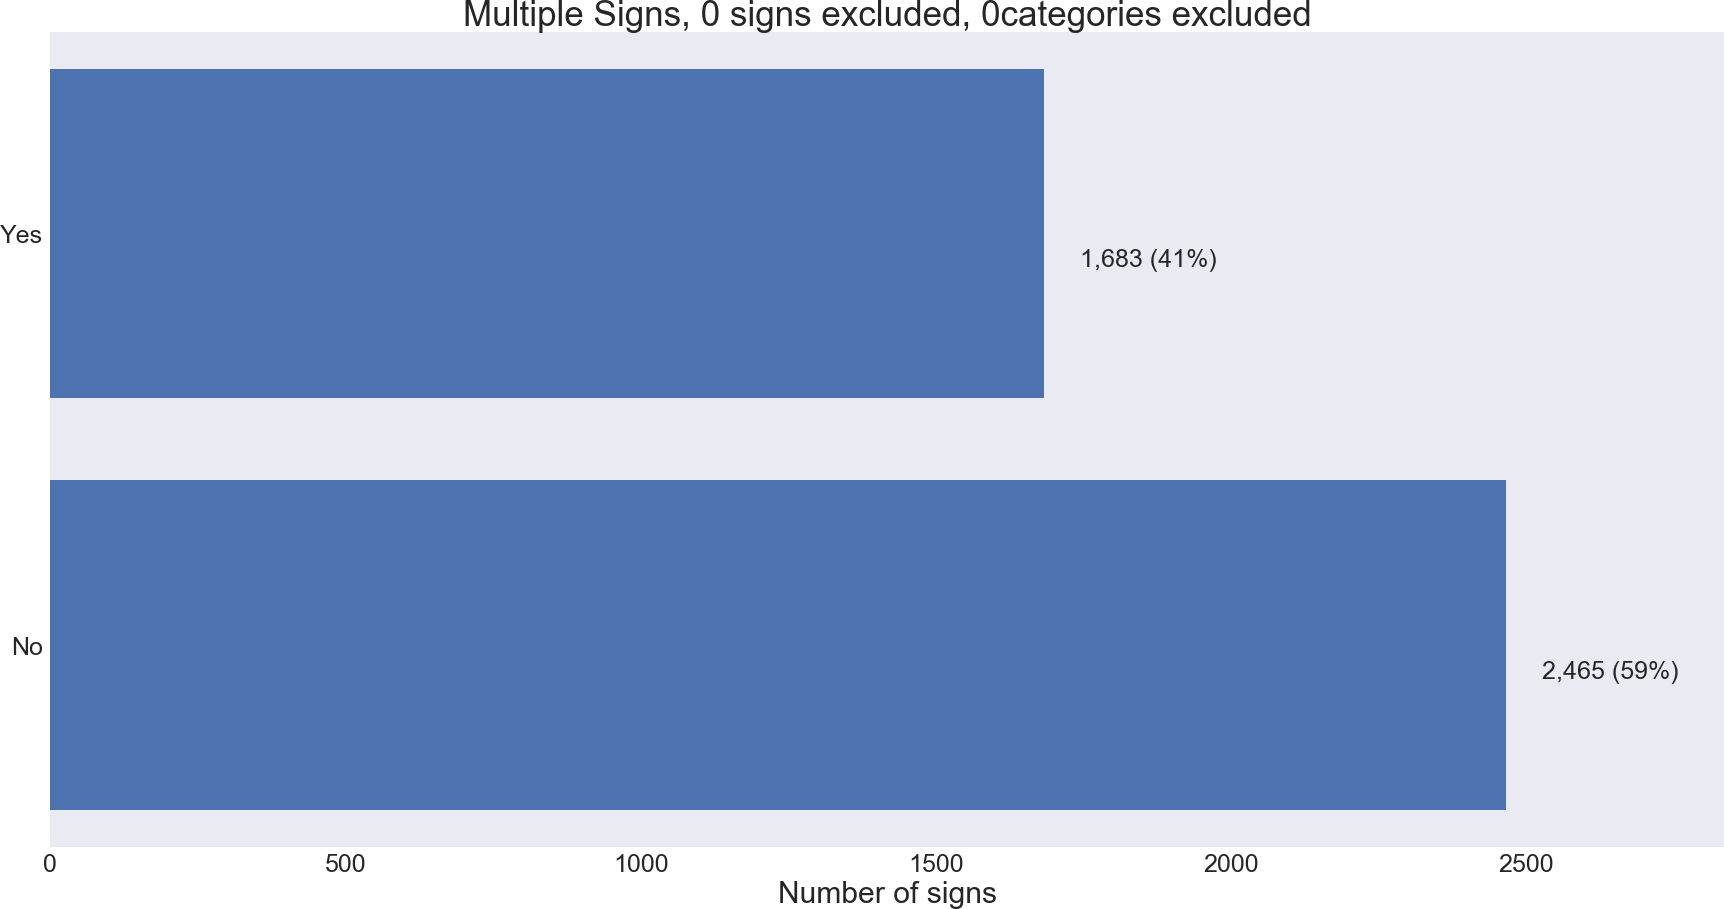 Multiple Signs, 0 signs excluded, 0categories excluded
Yes
1,683 (41%)
No
2,465 (59%)
0 500 1000 1500 2000 2500
Number of signs